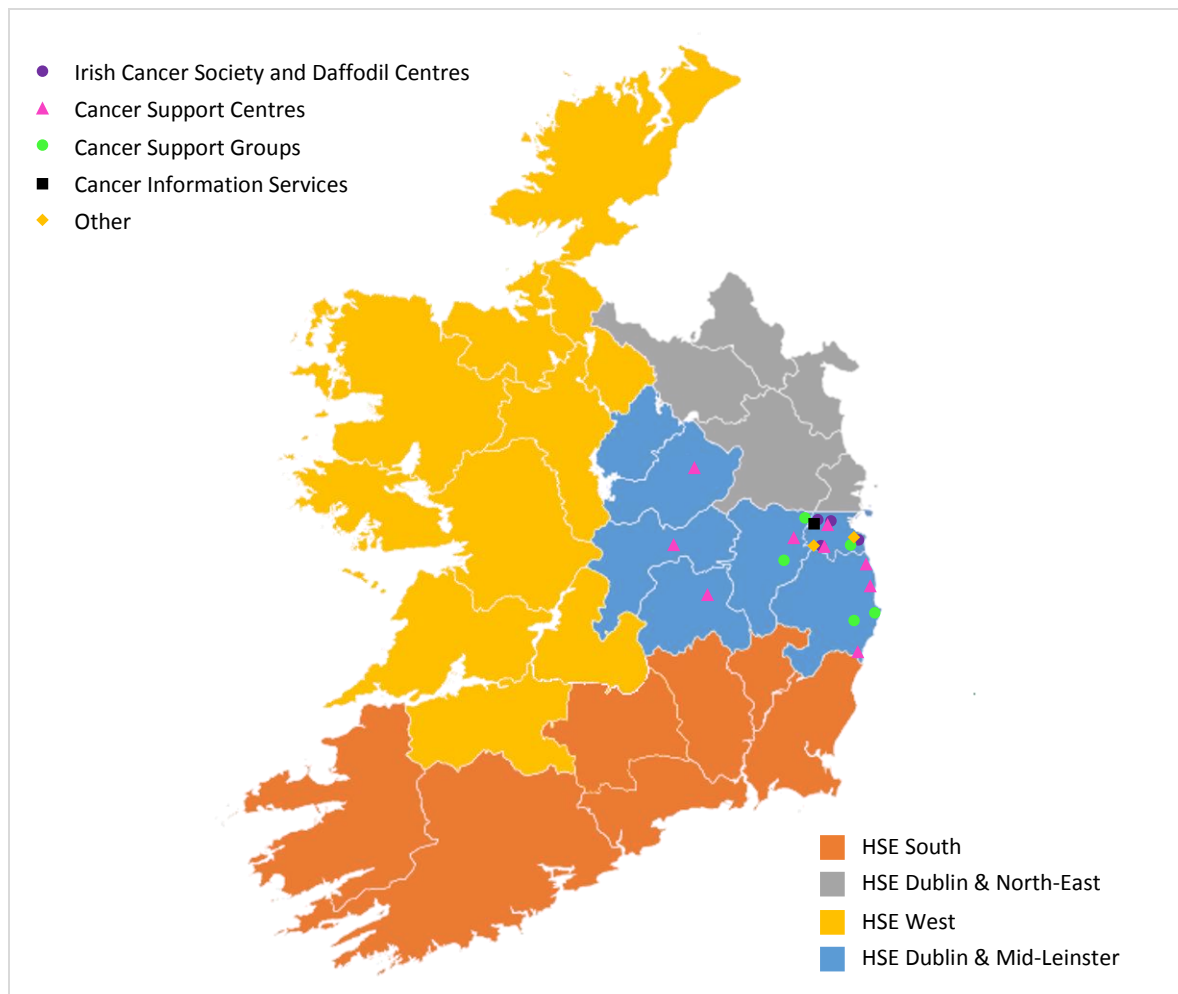 Irish Cancer Society and Daffodil Centres
Cancer Support Centres
Cancer Support Groups
Cancer Information Services
Other
HSE South
HSE Dublin & North-East
HSE West
HSE Dublin & Mid-Leinster